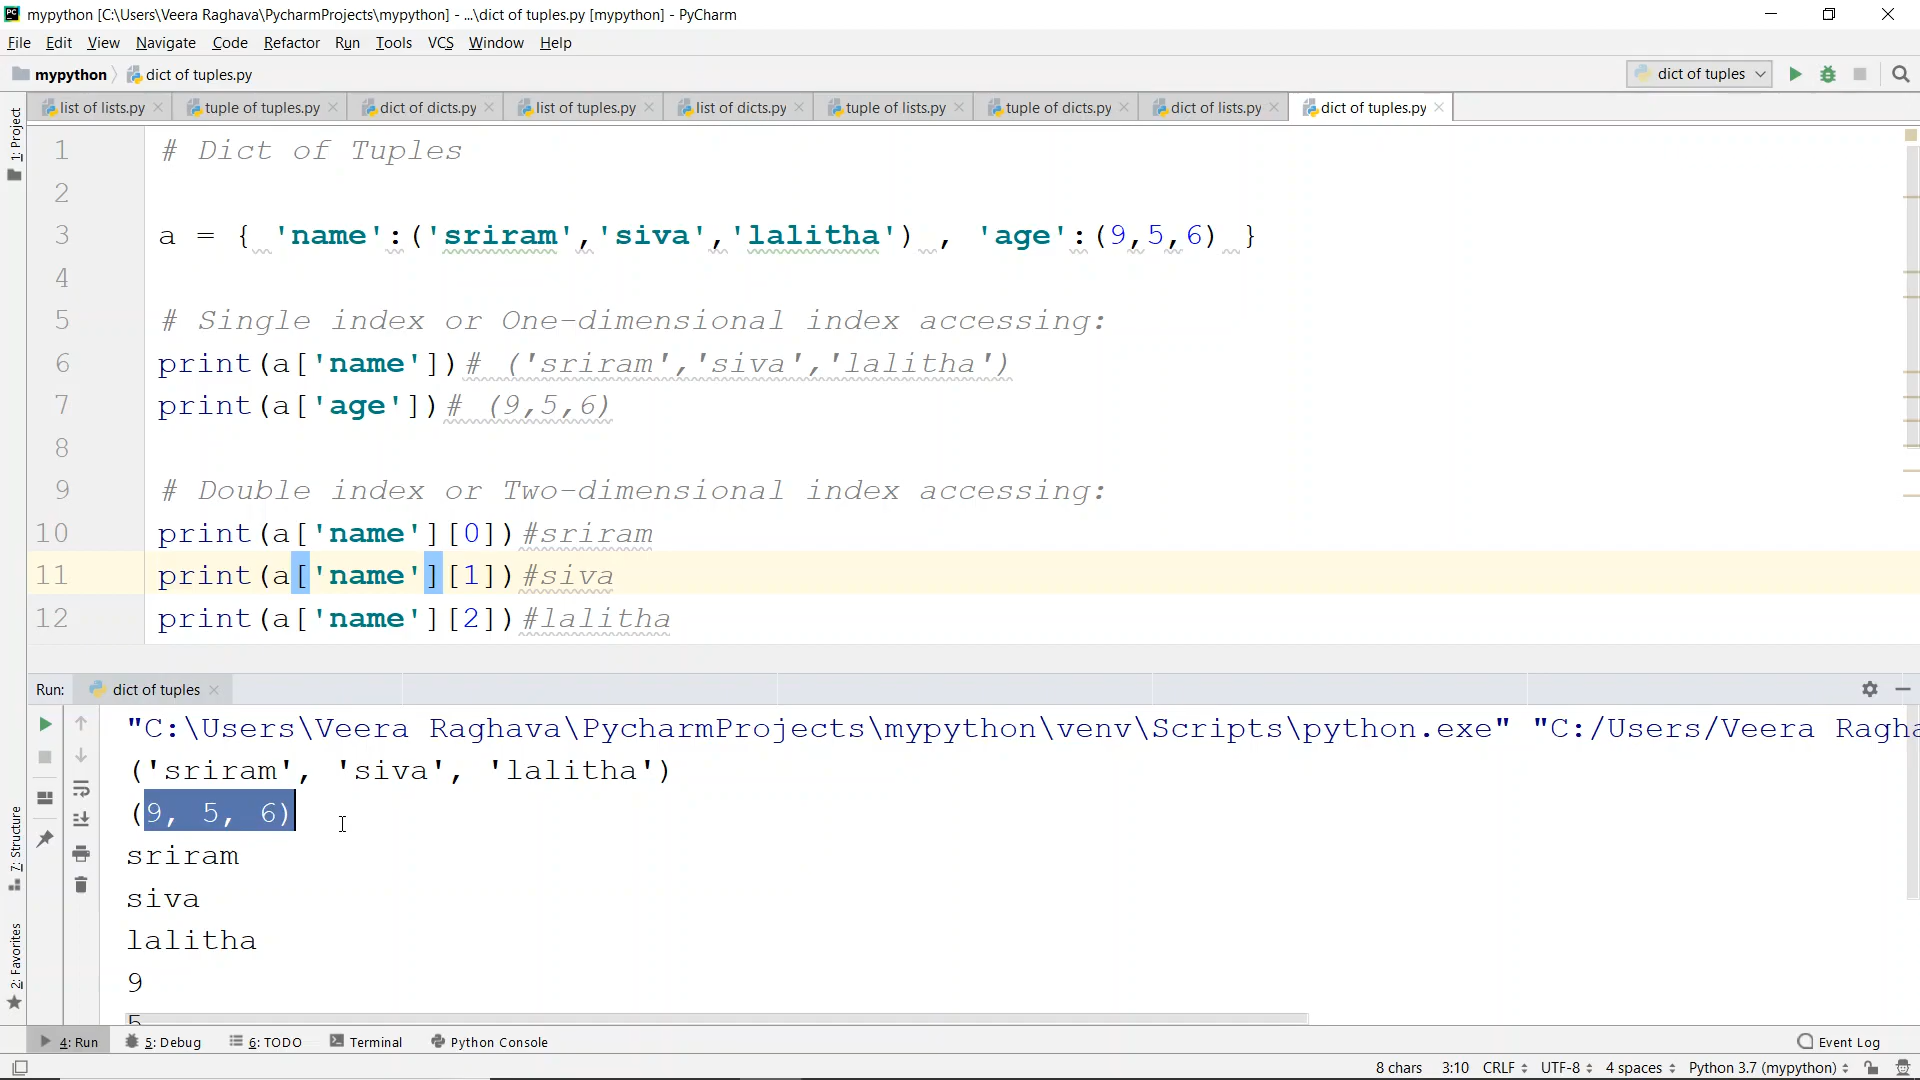 mypython [C:\Users\Veera Raghava\PycharmProjects\mypython] - ...\dict of tuples.py [mypython] - PyCharm
File Edit View Navigate Code Refactor Run Tools VCS Window Help
mypython dict of tuples.py dict of tuples
list of lists.py tuple of tuples.py dict of dicts.py list of tuples.py list of dicts.py tuple of lists.py tuple of dicts.py dict of lists.py dict of tuples.py
1: Project
1 # Dict of Tuples
2
3 a = { 'name':('sriram','siva','lalitha') , 'age':(9,5,6) }
4
5 # Single index or One-dimensional index accessing:
6 print(a['name'])# ('sriram','siva','lalitha')
7 print(a['age'])# (9,5,6)
8
9 # Double index or Two-dimensional index accessing:
10 print(a['name'][0])#sriram
11 print(a['name'][1])#siva
12 print(a['name'][2])#lalitha
Run: dict of tuples
"C:\Users\Veera Raghava\PycharmProjects\mypython\venv\Scripts\python.exe" "C:/Users/Veera Ragha
('sriram', 'siva', 'lalitha')
(9, 5, 6)
sriram
siva
lalitha
9
5
7: Structure
2: Favorites
4: Run 5: Debug 6: TODO Terminal Python Console Event Log
8 chars 3:10 CRLF UTF-8 4 spaces Python 3.7 (mypython)